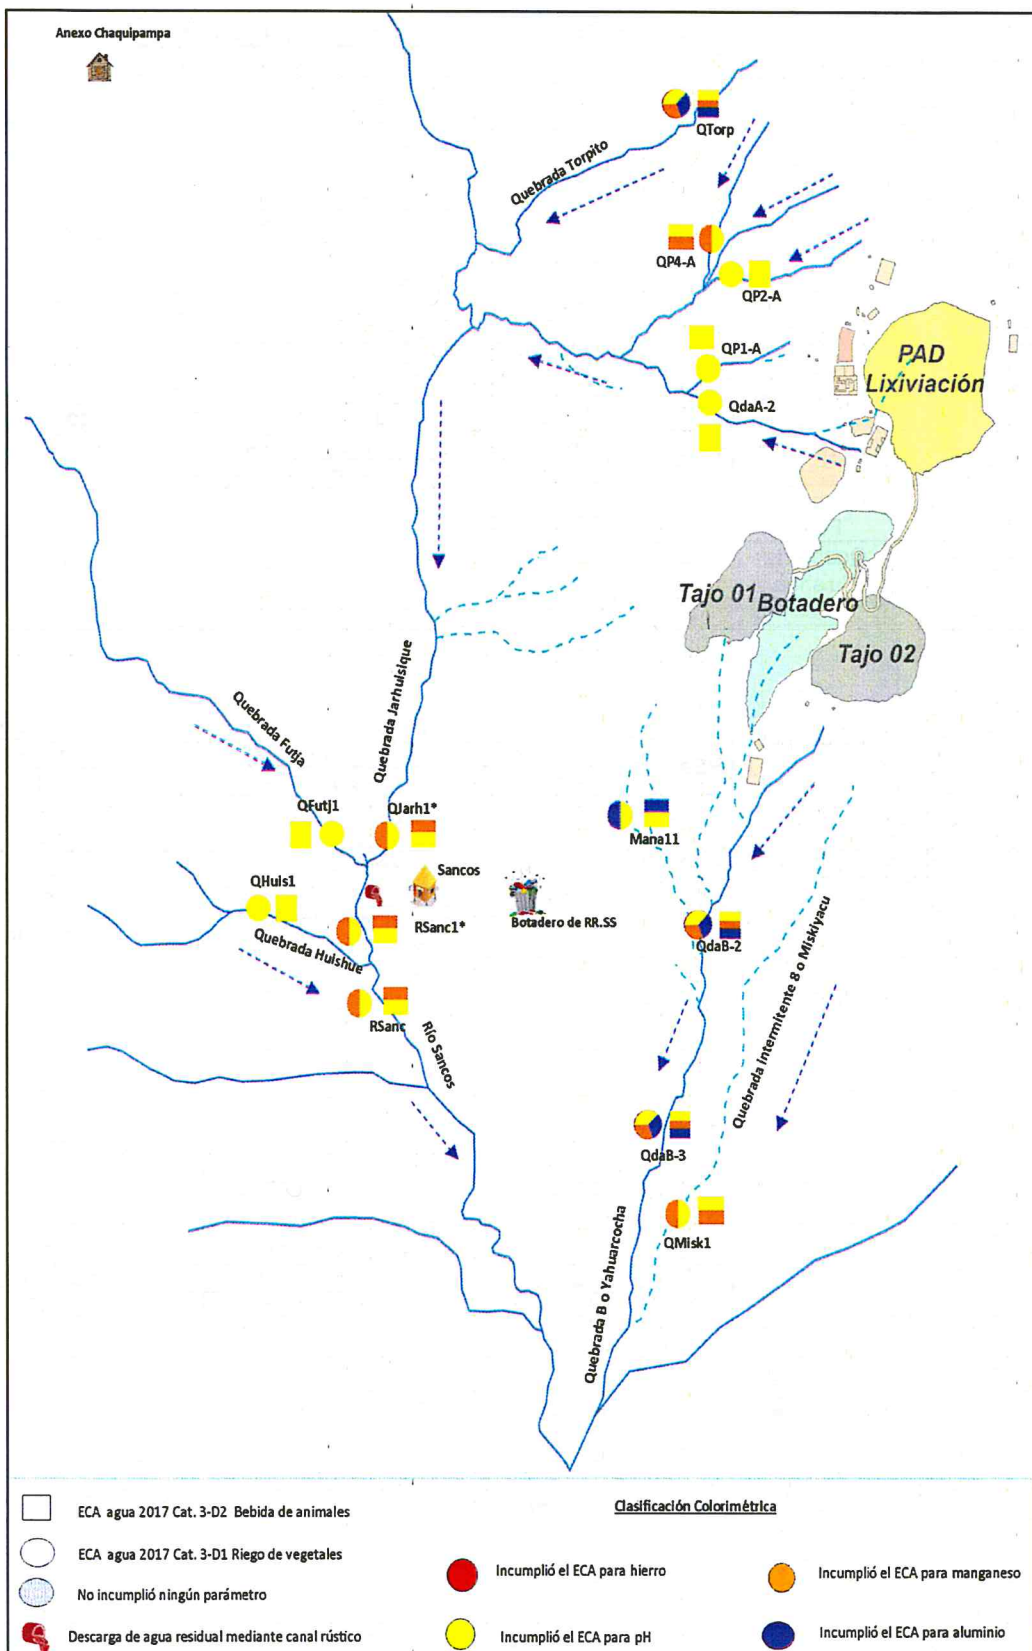 Anexo Chaquipampa
QTorp
Quebrada Torpito
QP4-A
QP2-A
QP1-A
QdaA-2
PAD
Lixiviación
Tajo 01
Botadero
Tajo 02
Quebrada Jarhuisique
Quebrada Futja
QFutj1
QJarh1*
Mana11
Sancos
QHuis1
RSanc1*
Botadero de RR.SS
QdaB-2
Quebrada Huishue
RSanc
Río Sancos
Quebrada Intermitente 8 o Miskiyacu
QdaB-3
QMisk1
Quebrada B o Yahuarcocha
Clasificación Colorimétrica
ECA agua 2017 Cat. 3-D2 Bebida de animales
ECA agua 2017 Cat. 3-D1 Riego de vegetales
No incumplió ningún parámetro
Descarga de agua residual mediante canal rústico
Incumplió el ECA para hierro
Incumplió el ECA para manganeso
Incumplió el ECA para pH
Incumplió el ECA para aluminio